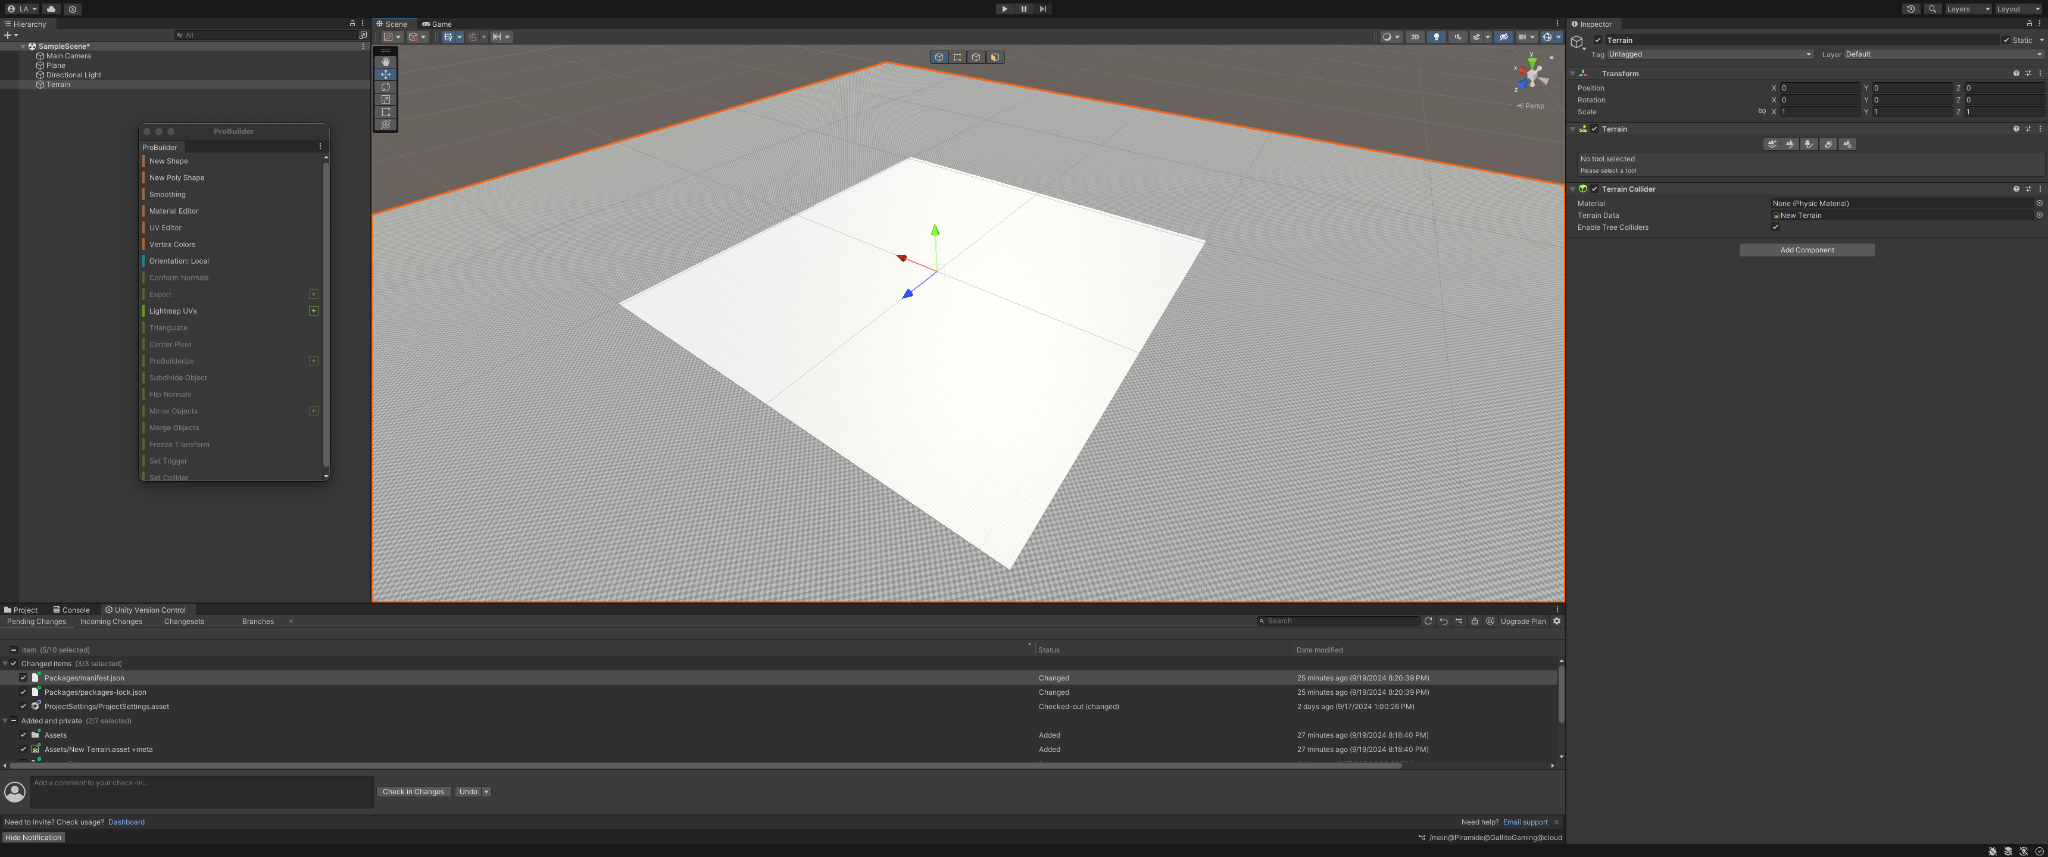 LA
Layers
Layout
Hierarchy
All
SampleScene*
Main Camera
Plane
Directional Light
Terrain
ProBuilder
ProBuilder
New Shape
New Poly Shape
Smoothing
Material Editor
UV Editor
Vertex Colors
Orientation: Local
Conform Normals
Export
Lightmap UVs
Triangulate
Center Pivot
ProBuilderize
Subdivide Object
Flip Normals
Mirror Objects
Merge Objects
Freeze Transform
Set Trigger
Set Collider
Scene
Game
2D
y
x
z
Persp
Inspector
Terrain
Static
Tag Untagged Layer Default
Transform
Position X 0 Y 0 Z 0
Rotation X 0 Y 0 Z 0
Scale X 1 Y 1 Z 1
Terrain
No tool selected
Please select a tool
Terrain Collider
Material None (Physic Material)
Terrain Data New Terrain
Enable Tree Colliders
Add Component
Project
Console
Unity Version Control
Pending Changes
Incoming Changes
Changesets
Branches
Search
Upgrade Plan
Item (5/10 selected) Status Date modified
Changed items (3/3 selected)
Packages/manifest.json Changed 25 minutes ago (9/19/2024 8:20:39 PM)
Packages/packages-lock.json Changed 25 minutes ago (9/19/2024 8:20:39 PM)
ProjectSettings/ProjectSettings.asset Checked-out (changed) 2 days ago (9/17/2024 1:00:26 PM)
Added and private (2/7 selected)
Assets Added 27 minutes ago (9/19/2024 8:18:40 PM)
Assets/New Terrain.asset +meta Added 27 minutes ago (9/19/2024 8:18:40 PM)
Add a comment to your check-in...
Check in Changes
Undo
Need to invite? Check usage? Dashboard
Need help? Email support
Hide Notification
/main@Piramide@GallitoGaming@cloud